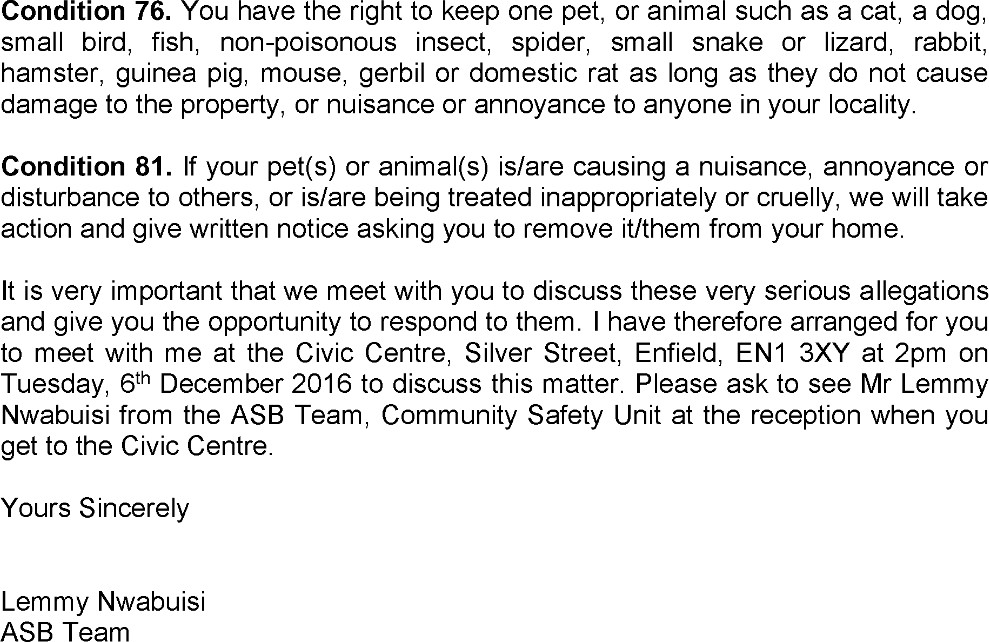 Condition 76. You have the right to keep one pet, or animal such as a cat, a dog,
small bird, fish, non-poisonous insect, spider, small snake or lizard, rabbit,
hamster, guinea pig, mouse, gerbil or domestic rat as long as they do not cause
damage to the property, or nuisance or annoyance to anyone in your locality.
Condition 81. If your pet(s) or animal(s) is/are causing a nuisance, annoyance or
disturbance to others, or is/are being treated inappropriately or cruelly, we will take
action and give written notice asking you to remove it/them from your home.
It is very important that we meet with you to discuss these very serious allegations
and give you the opportunity to respond to them. I have therefore arranged for you
to meet with me at the Civic Centre, Silver Street, Enfield, EN1 3XY at 2pm on
Tuesday, 6th December 2016 to discuss this matter. Please ask to see Mr Lemmy
Nwabuisi from the ASB Team, Community Safety Unit at the reception when you
get to the Civic Centre.
Yours Sincerely
Lemmy Nwabuisi
ASB Team